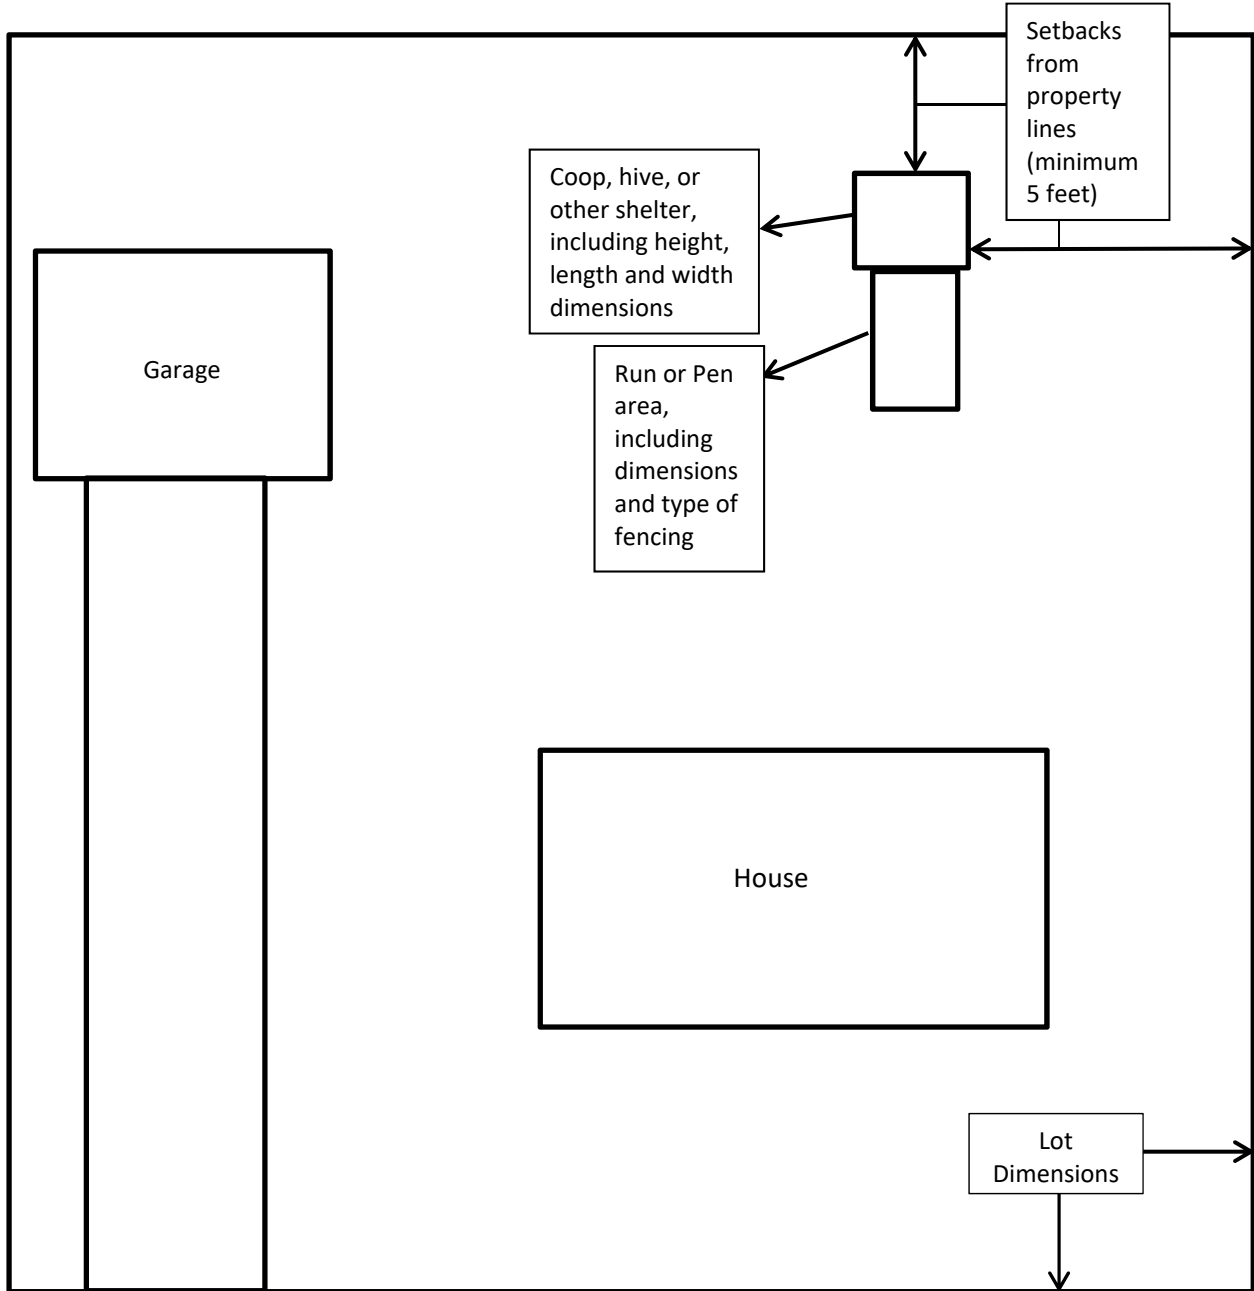 Setbacks
from
property
lines
(minimum
5 feet)
Coop, hive, or
other shelter,
including height,
length and width
dimensions
Garage
Run or Pen
area,
including
dimensions
and type of
fencing
House
Lot
Dimensions